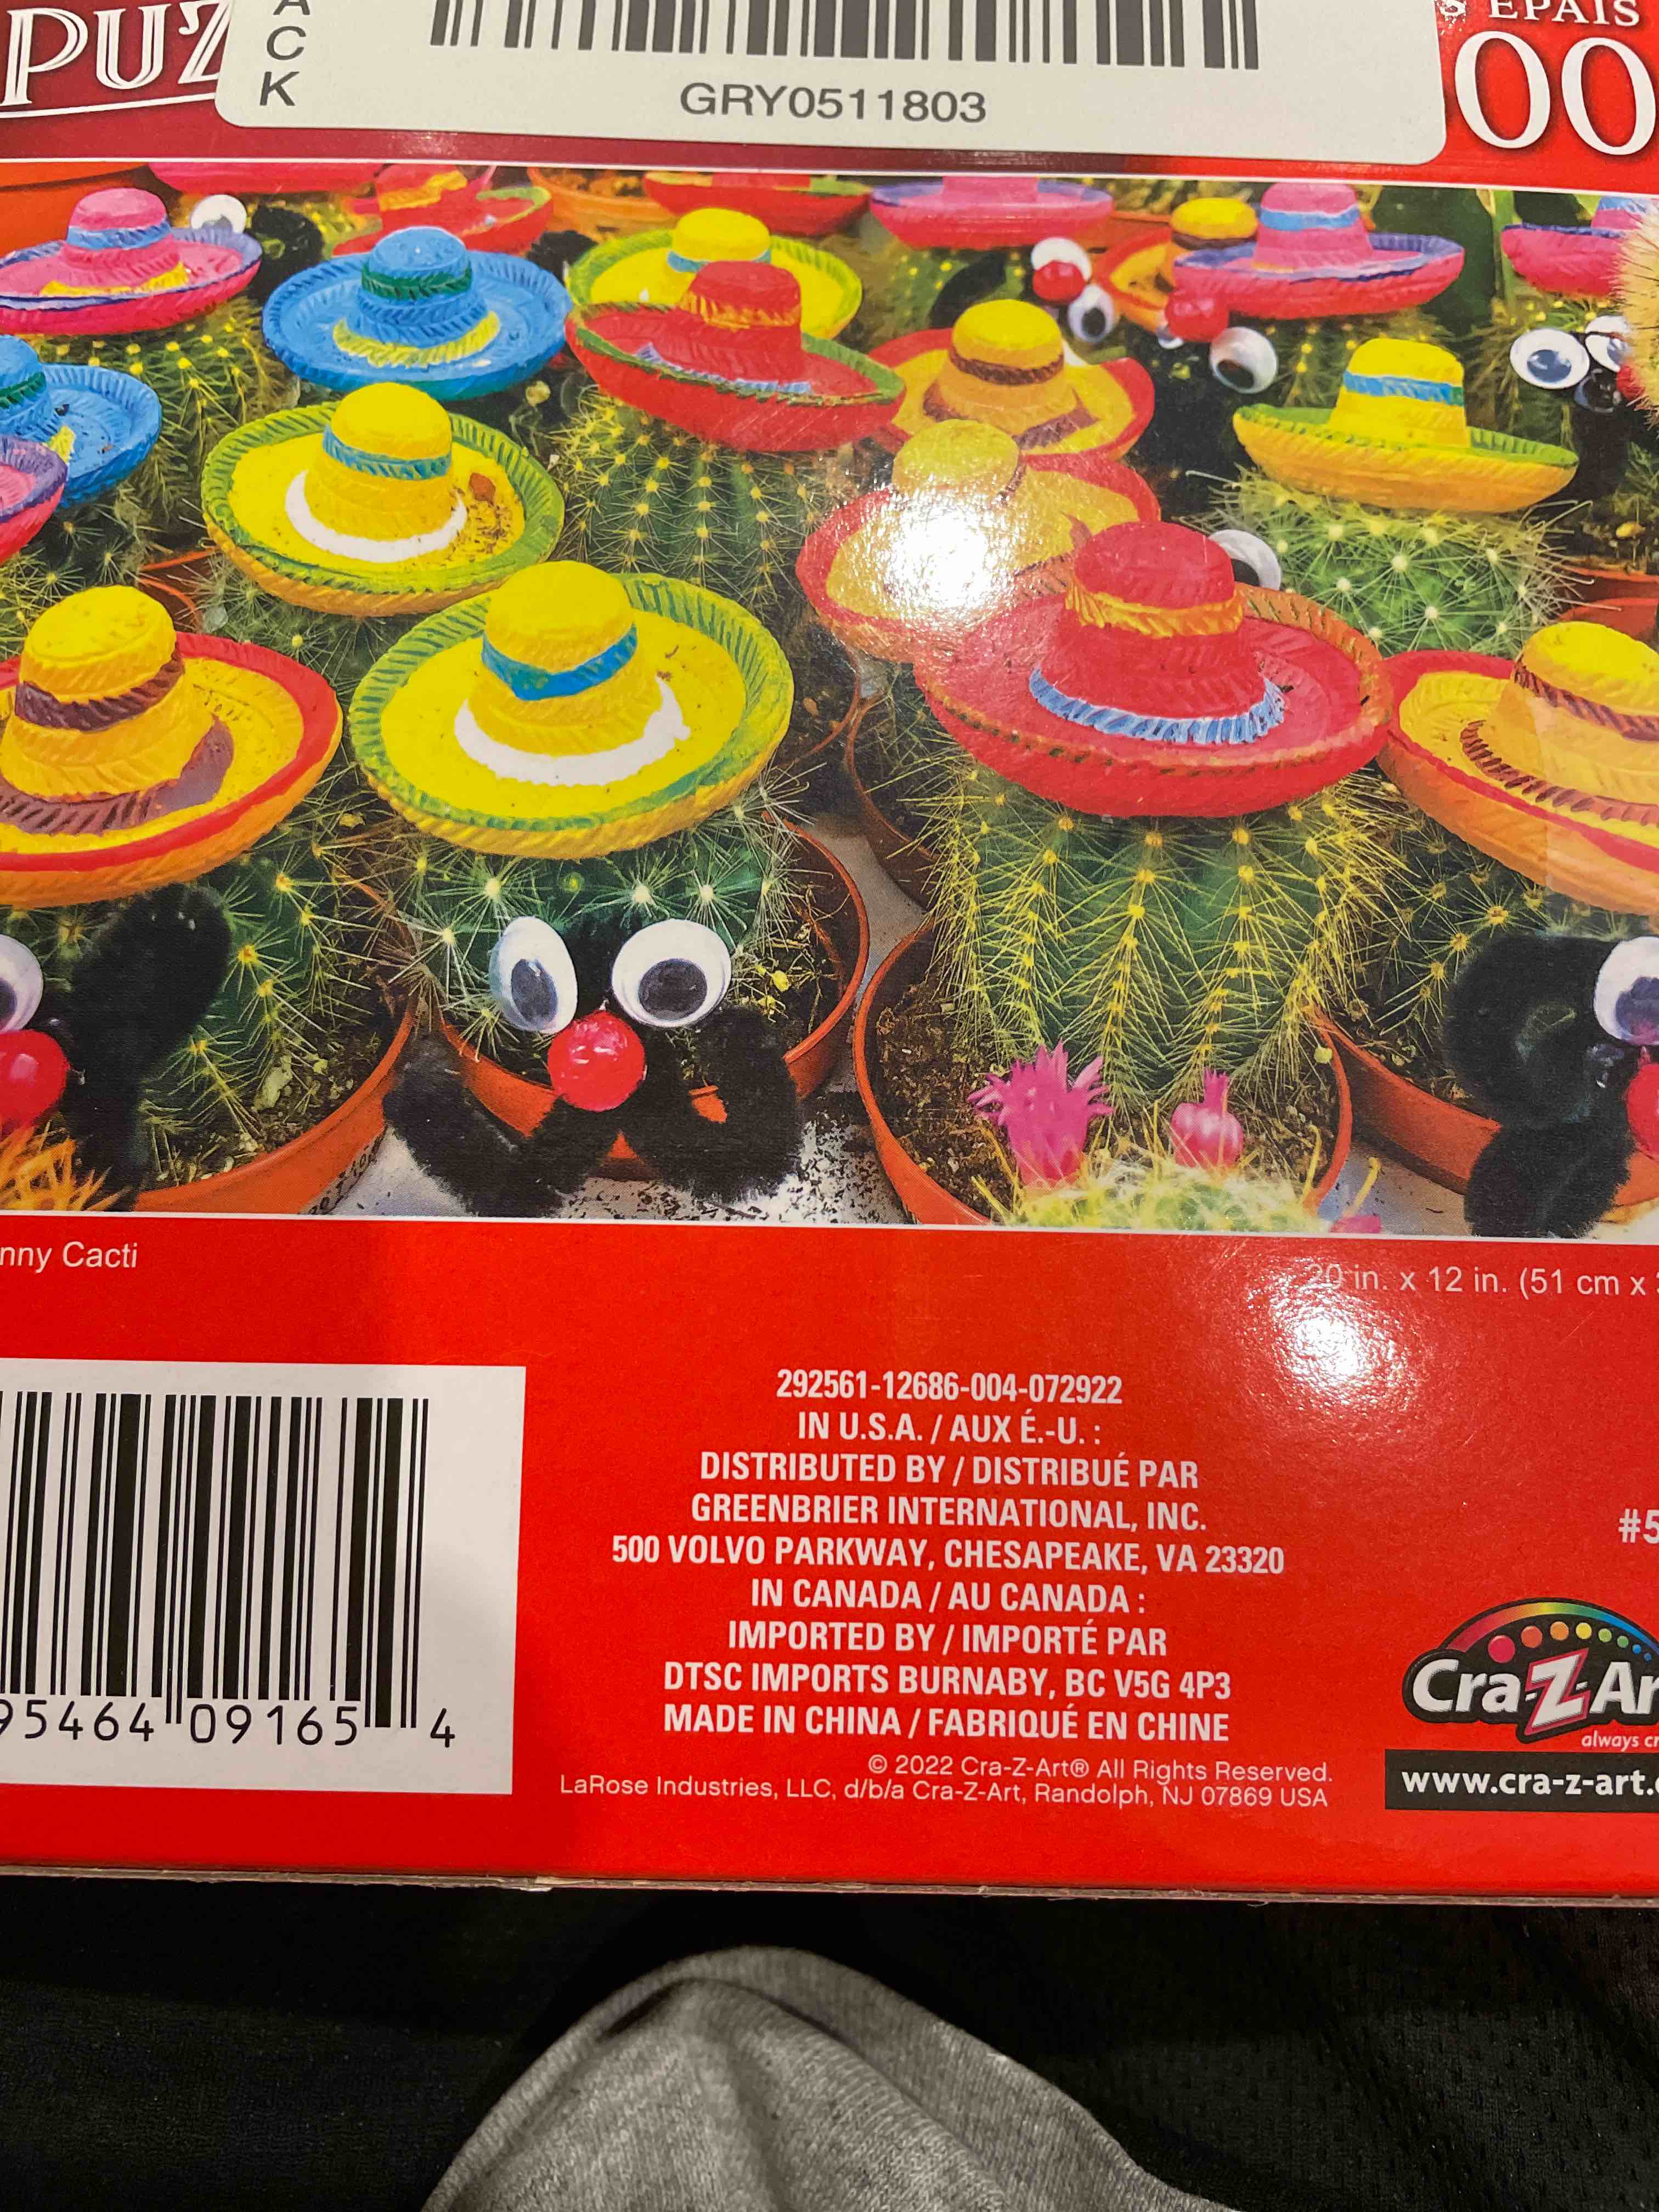 PUZ
A
C
K
GRY0511803
S ÉPAIS
00
nny Cacti
20 in. x 12 in. (51 cm x
292561-12686-004-072922
IN U.S.A. / AUX É.-U. :
DISTRIBUTED BY / DISTRIBUÉ PAR
GREENBRIER INTERNATIONAL, INC.
500 VOLVO PARKWAY, CHESAPEAKE, VA 23320
IN CANADA / AU CANADA :
IMPORTED BY / IMPORTÉ PAR
DTSC IMPORTS BURNABY, BC V5G 4P3
MADE IN CHINA / FABRIQUÉ EN CHINE
© 2022 Cra-Z-Art® All Rights Reserved.
LaRose Industries, LLC, d/b/a Cra-Z-Art, Randolph, NJ 07869 USA
95464 09165 4
#5
Cra-Z-Ar
always cr
www.cra-z-art.